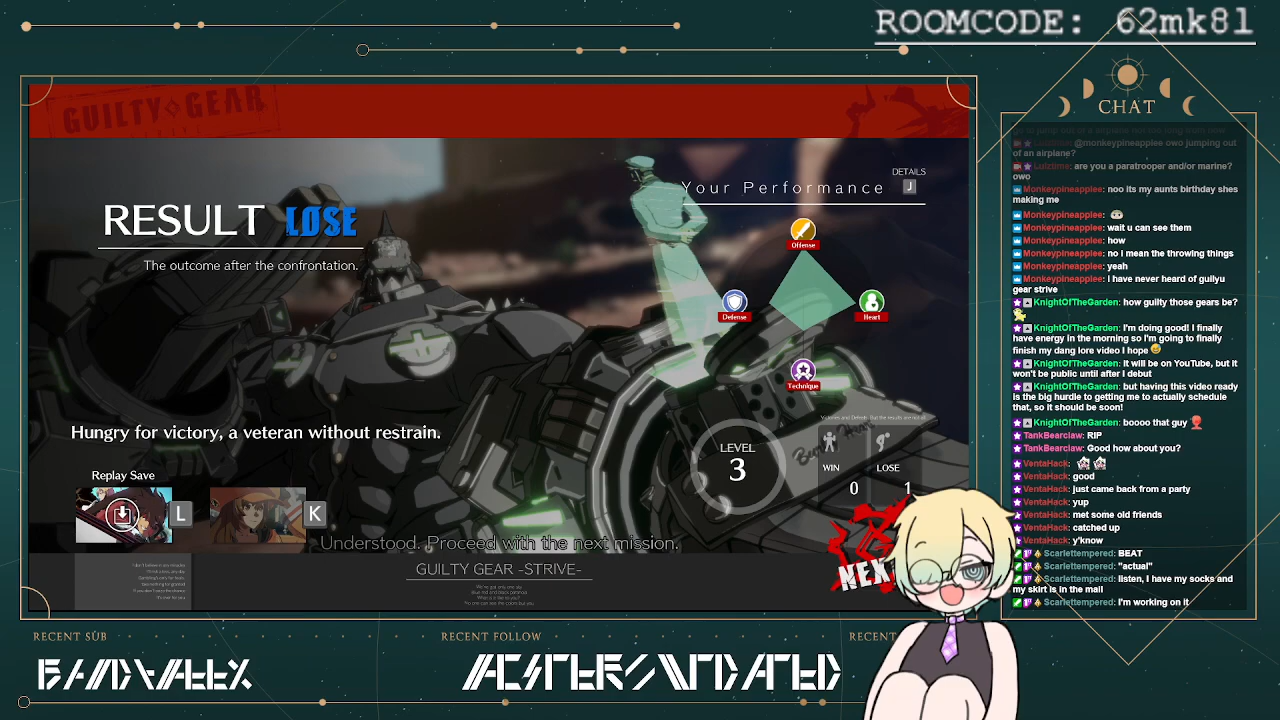 ROOMCODE: 62mk8l
GUILTY GEAR
CHAT
DETAILS
Your Performance J
RESULT LOSE
The outcome after the confrontation.
Offense
Defense
Heart
Technique
Hungry for victory, a veteran without restrain.
LEVEL
3
WIN
LOSE
0
1
Replay Save
L
K
Understood. Proceed with the next mission.
GUILTY GEAR -STRIVE-
HEX
@monkeypineapplee owo jumping out
of an airplane?
Lutztime: are you a paratrooper and/or marine?
owo
Monkeypineapplee: noo its my aunts birthday shes
making me
Monkeypineapplee:
Monkeypineapplee: wait u can see them
Monkeypineapplee: how
Monkeypineapplee: no i mean the throwing things
Monkeypineapplee: yeah
Monkeypineapplee: I have never heard of guilyu
gear strive
KnightOfTheGarden: how guilty those gears be?
KnightOfTheGarden: I'm doing good! I finally
have energy in the morning so I'm going to finally
finish my dang lore video I hope
KnightOfTheGarden: It will be on YouTube, but it
won't be public until after I debut
KnightOfTheGarden: but having this video ready
is the big hurdle to getting me to actually schedule
that, so it should be soon!
KnightOfTheGarden: boooo that guy
TankBearclaw: RIP
TankBearclaw: Good how about you?
VentaHack:
VentaHack: good
VentaHack: just came back from a party
VentaHack: yup
VentaHack: met some old friends
VentaHack: catched up
VentaHack: y'know
Scarlettempered: BEAT
Scarlettempered: "actual"
Scarlettempered: listen, I have my
and
my skirt is in the mail
Scarlettempered: I'm working on it
RECENT SUB
RECENT FOLLOW
RECENT